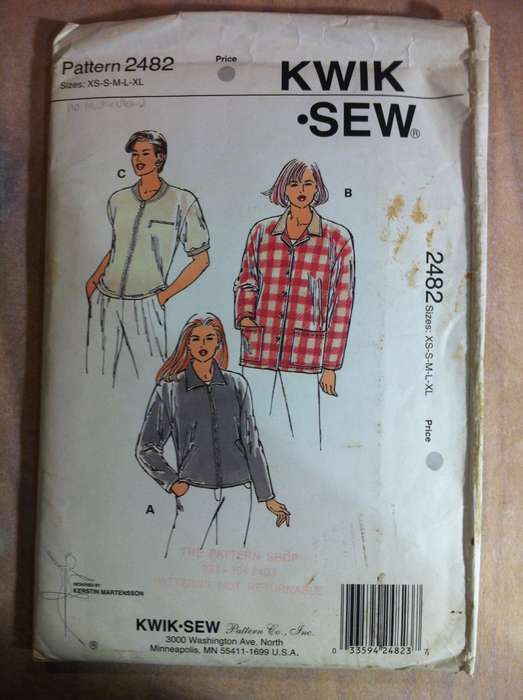 Pattern 2482
Sizes: XS-S-M-L-XL
Price
KWIK
•SEW®
C
B
A
2482 Sizes: XS-S-M-L-XL Price
THE PATTERN SHOP
PATTERNS NOT RETURNABLE
DESIGNED BY
KERSTIN MARTENSSON
®
KWIK•SEW Pattern Co., Inc.
3000 Washington Ave. North
Minneapolis, MN 55411-1699 U.S.A.
0 33594 24823 7